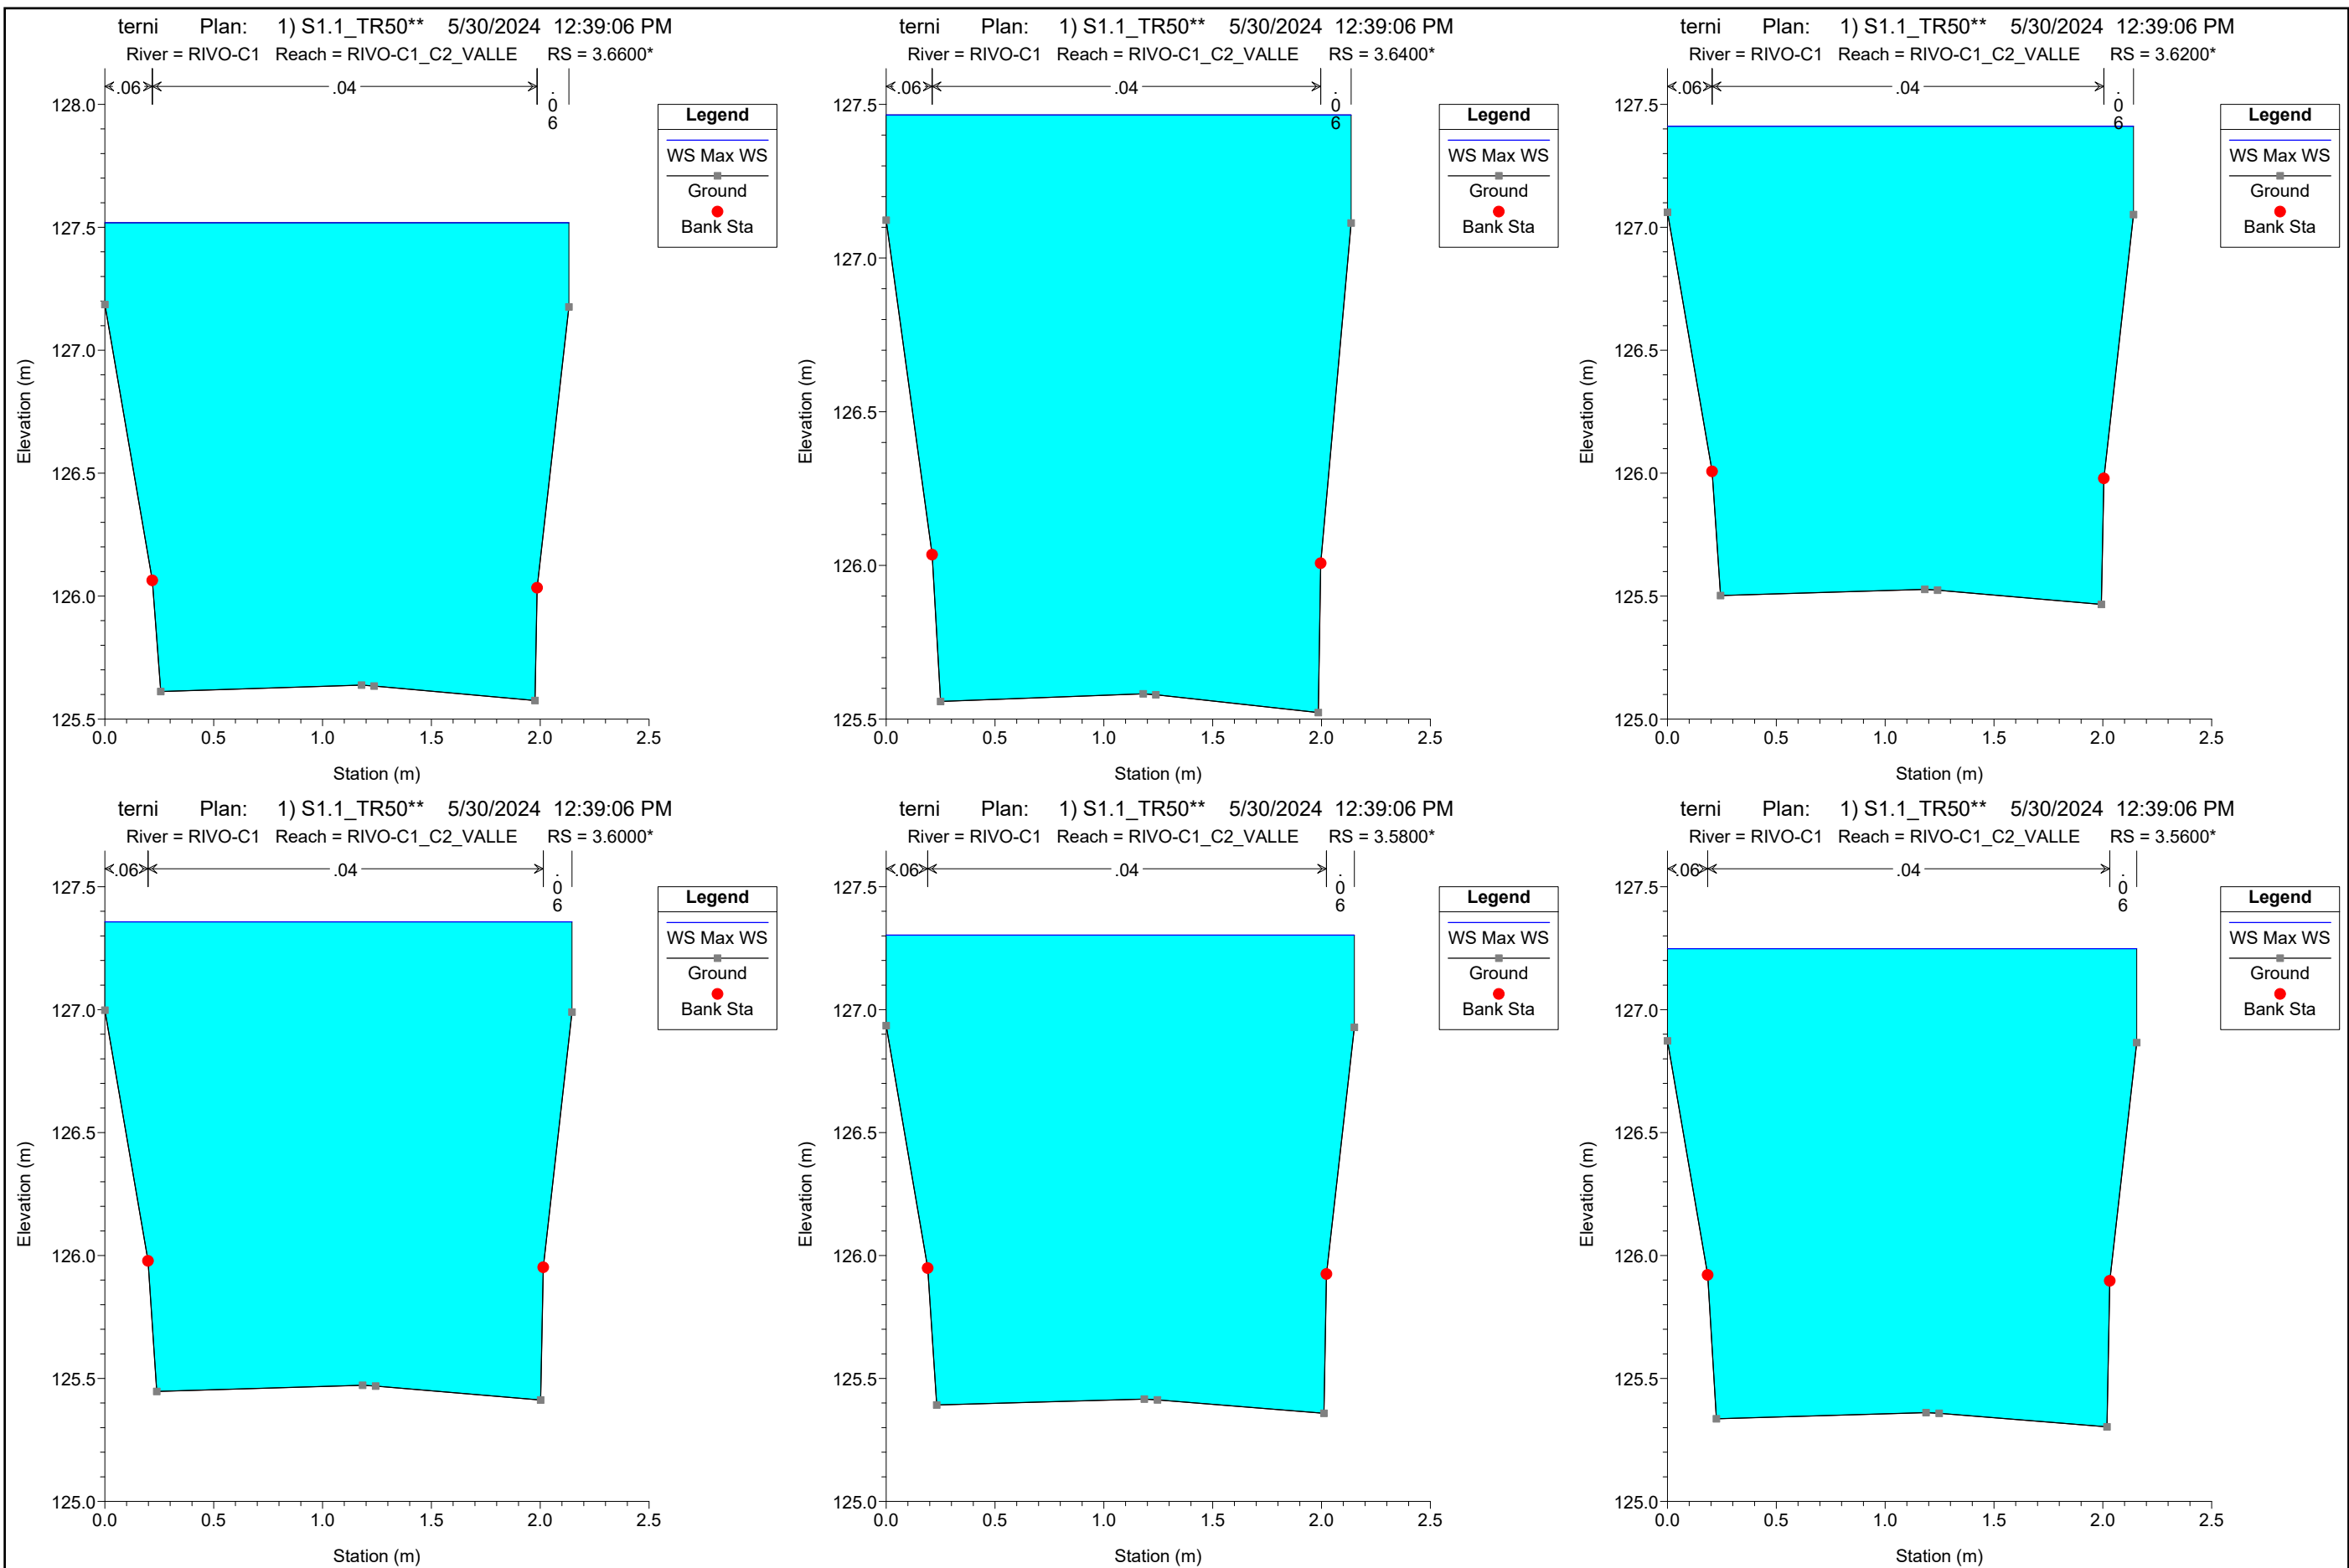 terni Plan: 1) S1.1_TR50** 5/30/2024 12:39:06 PM
River = RIVO-C1 Reach = RIVO-C1_C2_VALLE RS = 3.6600*
.06
.04
.06
128.0
127.5
127.0
126.5
126.0
125.5
0.0 0.5 1.0 1.5 2.0 2.5
Elevation (m)
Station (m)
Legend
WS Max WS
Ground
Bank Sta
terni Plan: 1) S1.1_TR50** 5/30/2024 12:39:06 PM
River = RIVO-C1 Reach = RIVO-C1_C2_VALLE RS = 3.6400*
.06
.04
.06
127.5
127.0
126.5
126.0
125.5
0.0 0.5 1.0 1.5 2.0 2.5
Elevation (m)
Station (m)
Legend
WS Max WS
Ground
Bank Sta
terni Plan: 1) S1.1_TR50** 5/30/2024 12:39:06 PM
River = RIVO-C1 Reach = RIVO-C1_C2_VALLE RS = 3.6200*
.06
.04
.06
127.5
127.0
126.5
126.0
125.5
125.0
0.0 0.5 1.0 1.5 2.0 2.5
Elevation (m)
Station (m)
Legend
WS Max WS
Ground
Bank Sta
terni Plan: 1) S1.1_TR50** 5/30/2024 12:39:06 PM
River = RIVO-C1 Reach = RIVO-C1_C2_VALLE RS = 3.6000*
.06
.04
.06
127.5
127.0
126.5
126.0
125.5
125.0
0.0 0.5 1.0 1.5 2.0 2.5
Elevation (m)
Station (m)
Legend
WS Max WS
Ground
Bank Sta
terni Plan: 1) S1.1_TR50** 5/30/2024 12:39:06 PM
River = RIVO-C1 Reach = RIVO-C1_C2_VALLE RS = 3.5800*
.06
.04
.06
127.5
127.0
126.5
126.0
125.5
125.0
0.0 0.5 1.0 1.5 2.0 2.5
Elevation (m)
Station (m)
Legend
WS Max WS
Ground
Bank Sta
terni Plan: 1) S1.1_TR50** 5/30/2024 12:39:06 PM
River = RIVO-C1 Reach = RIVO-C1_C2_VALLE RS = 3.5600*
.06
.04
.06
127.5
127.0
126.5
126.0
125.5
125.0
0.0 0.5 1.0 1.5 2.0 2.5
Elevation (m)
Station (m)
Legend
WS Max WS
Ground
Bank Sta